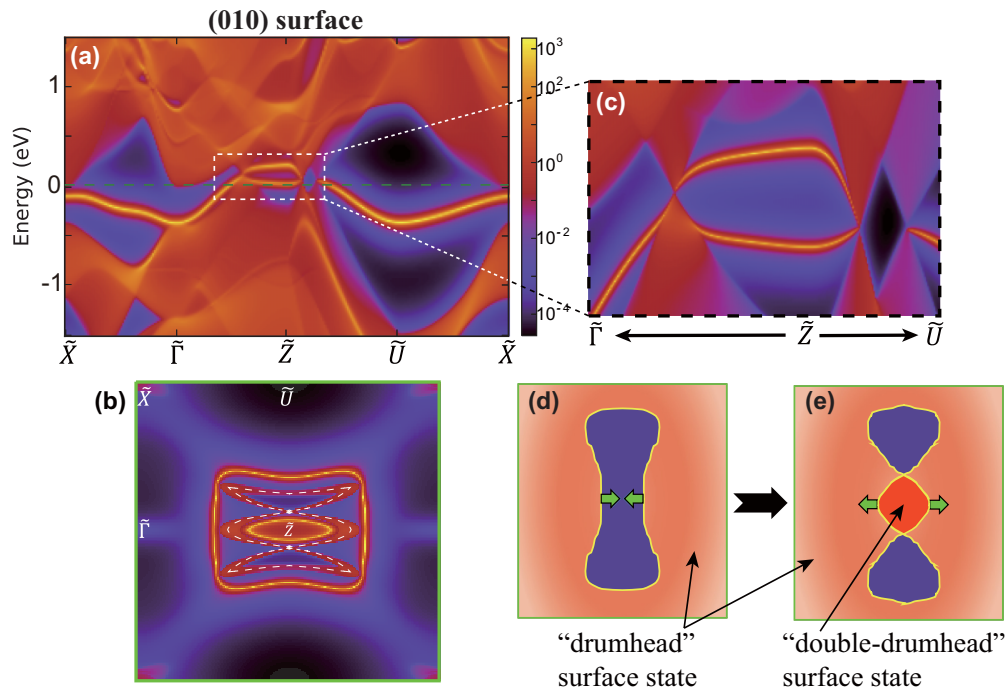 (010) surface
(a)
Energy (eV)
1
0
-1
X̃ Γ̃ Z̃ Ũ X̃
10³
10²
10⁰
10⁻²
10⁻⁴
(c)
Γ̃ Z̃ Ũ
(b)
X̃ Ũ
Γ̃ Z̃
(d)
(e)
“drumhead”
surface state
“double-drumhead”
surface state